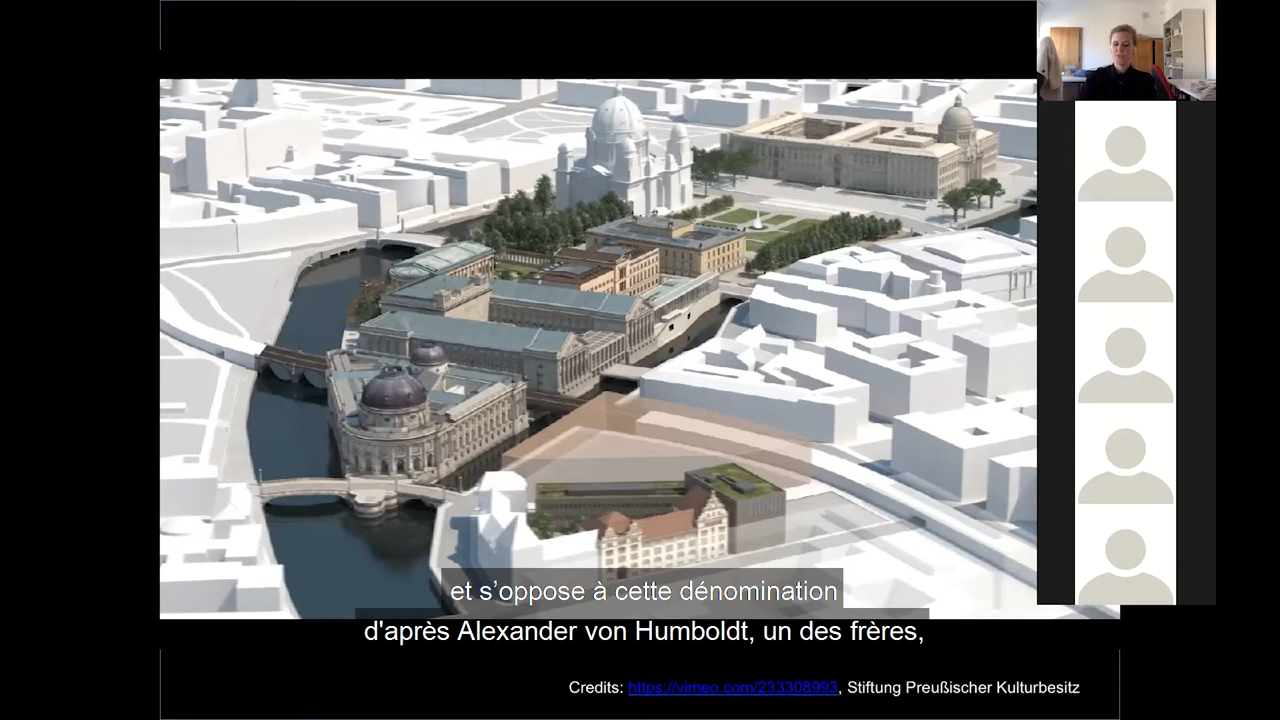 et s’oppose à cette dénomination
d'après Alexander von Humboldt, un des frères,
Credits: https://vimeo.com/233308993, Stiftung Preußischer Kulturbesitz